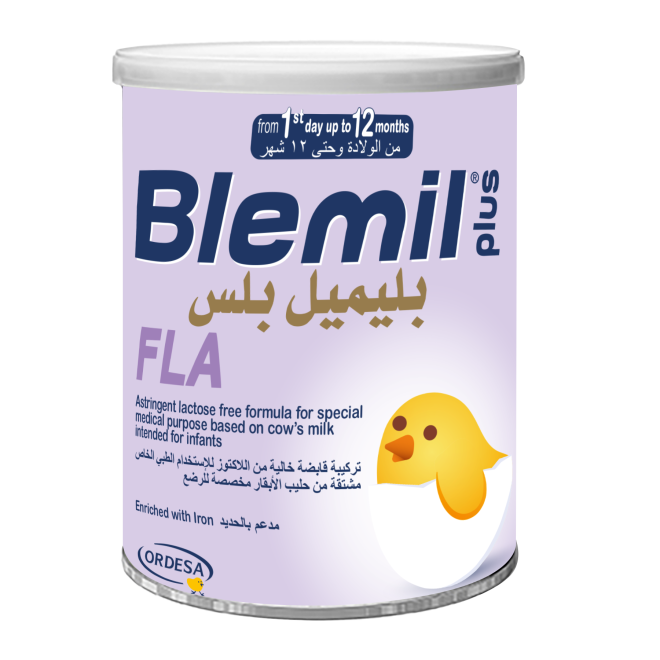 from 1st day up to 12 months
من الولادة وحتى ١٢ شهر
Blemil® plus
بليميل بلس
FLA
Astringent lactose free formula for special
medical purpose based on cow's milk
intended for infants
تركيبة قابضة خالية من اللاكتوز للإستخدام الطبي الخاص
مشتقة من حليب الأبقار مخصصة للرضع
Enriched with Iron مدعم بالحديد
ORDESA